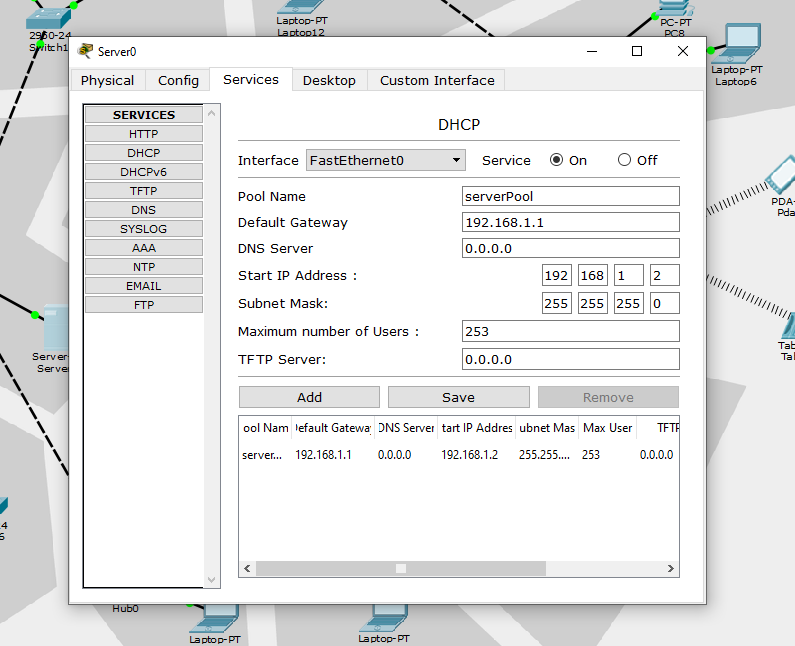 2950-24
Switch1
Laptop-PT
Laptop12
PC-PT
PC8
Laptop-PT
Laptop6
Server0
Physical Config Services Desktop Custom Interface
SERVICES
HTTP
DHCP
DHCPv6
TFTP
DNS
SYSLOG
AAA
NTP
EMAIL
FTP
DHCP
Interface FastEthernet0 Service On Off
Pool Name serverPool
Default Gateway 192.168.1.1
DNS Server 0.0.0.0
Start IP Address : 192 168 1 2
Subnet Mask: 255 255 255 0
Maximum number of Users : 253
TFTP Server: 0.0.0.0
Add Save Remove
ool Nam efault Gateway DNS Server tart IP Addres ubnet Mas Max User TFTP
server... 192.168.1.1 0.0.0.0 192.168.1.2 255.255.... 253 0.0.0.0
Server
Server
PDA-
Pda
Tab
Tal
Hub0
Laptop-PT
Laptop-PT